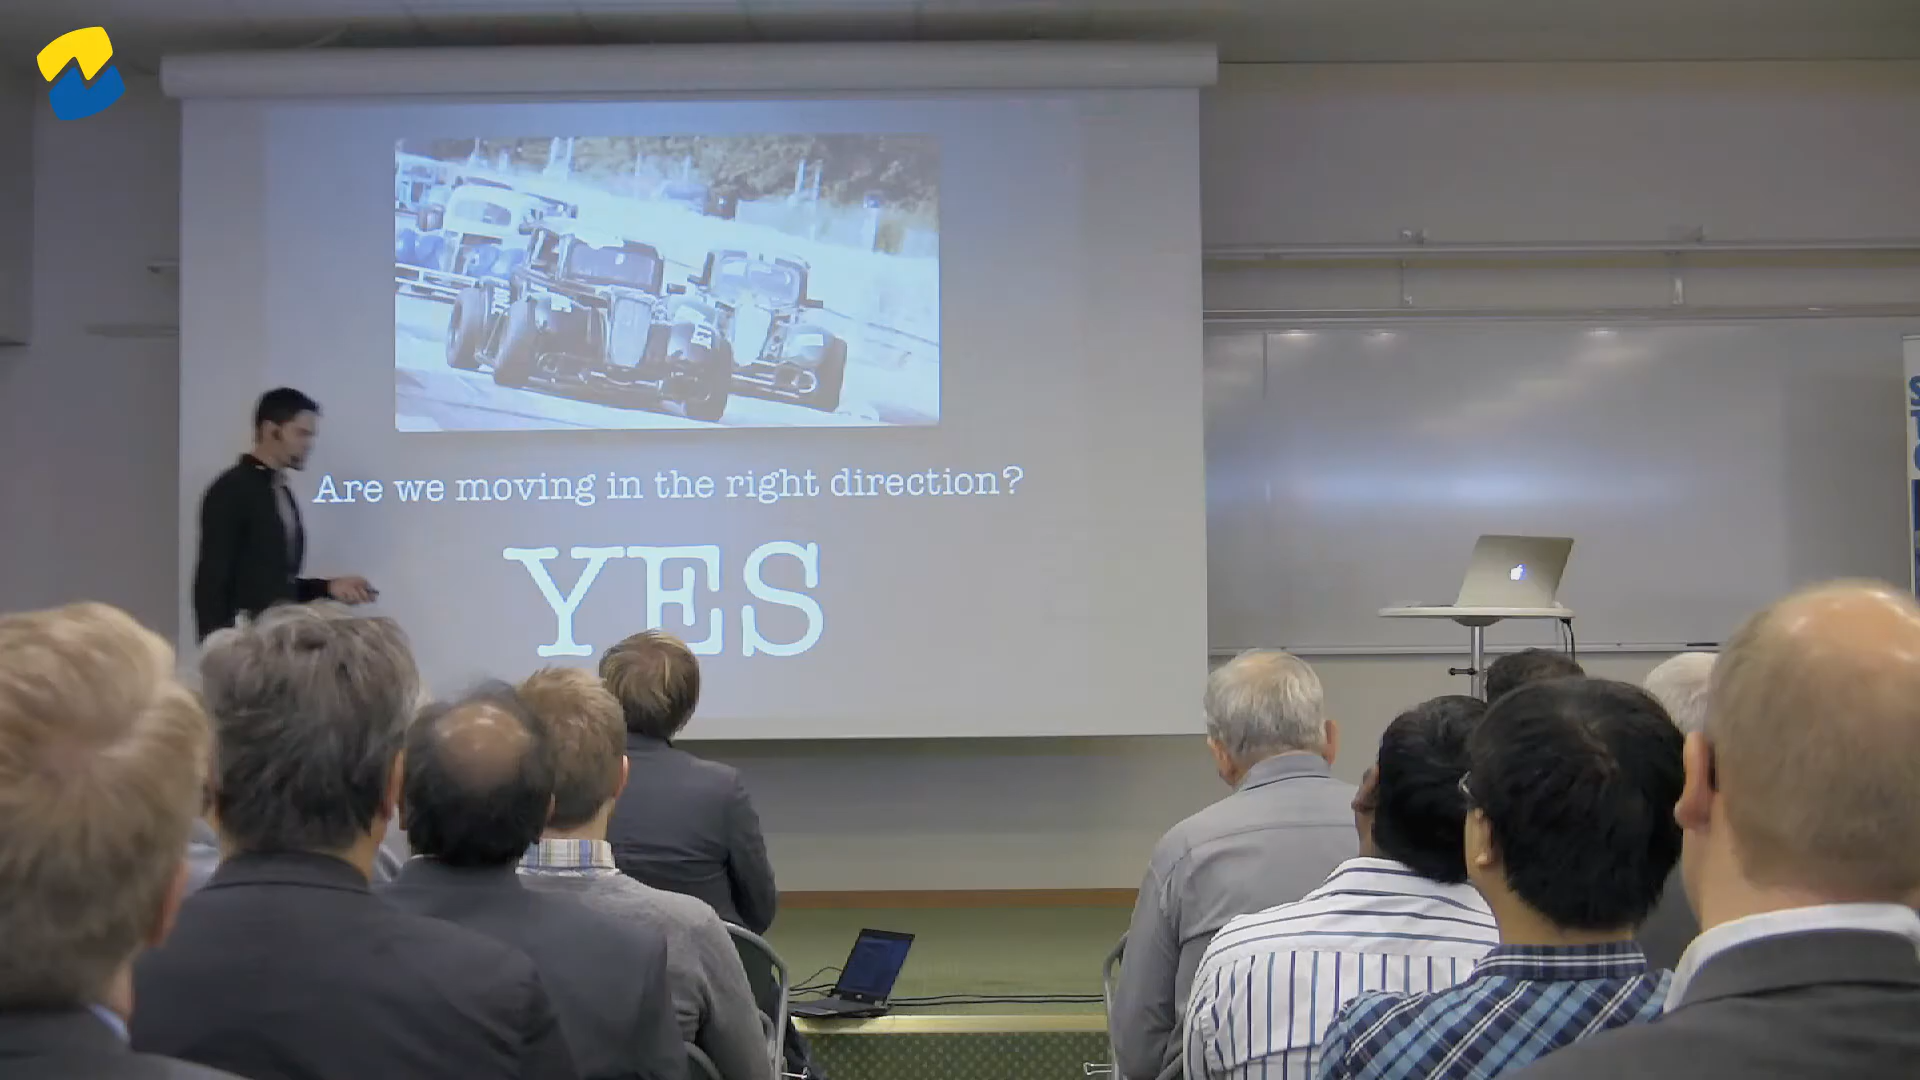 Are we moving in the right direction?
YES